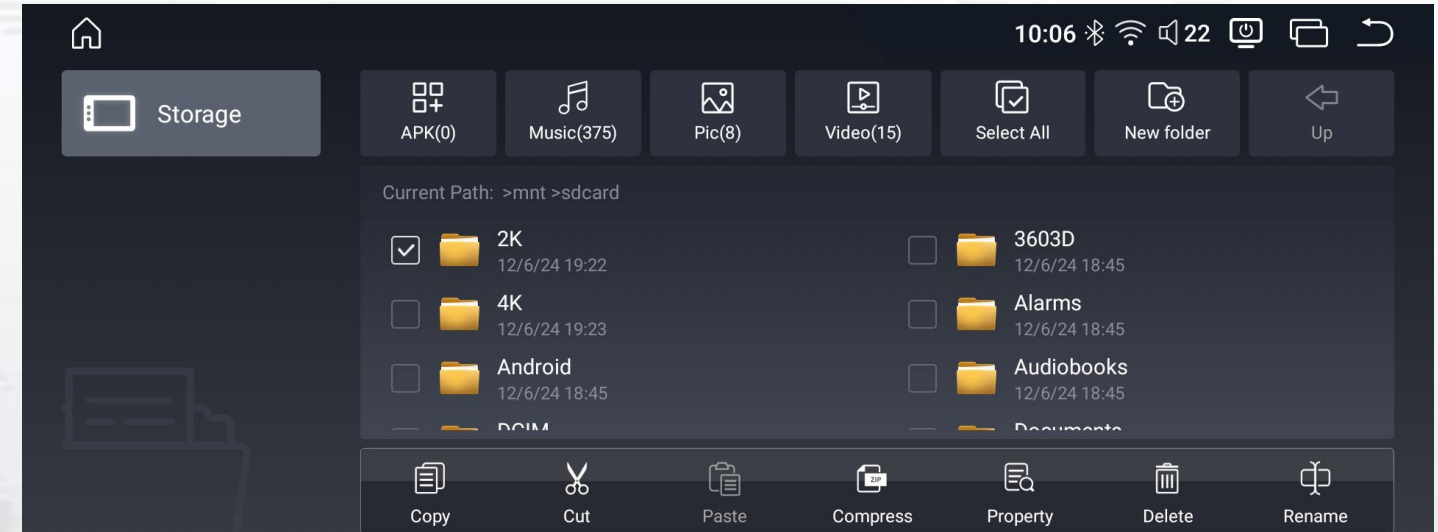 10:06 22
Storage
APK(0) Music(375) Pic(8) Video(15) Select All New folder Up
Current Path: >mnt >sdcard
2K 3603D
12/6/24 19:22 12/6/24 18:45
4K Alarms
12/6/24 19:23 12/6/24 18:45
Android Audiobooks
12/6/24 18:45 12/6/24 18:45
DCIM Documents
ZIP
Copy Cut Paste Compress Property Delete Rename